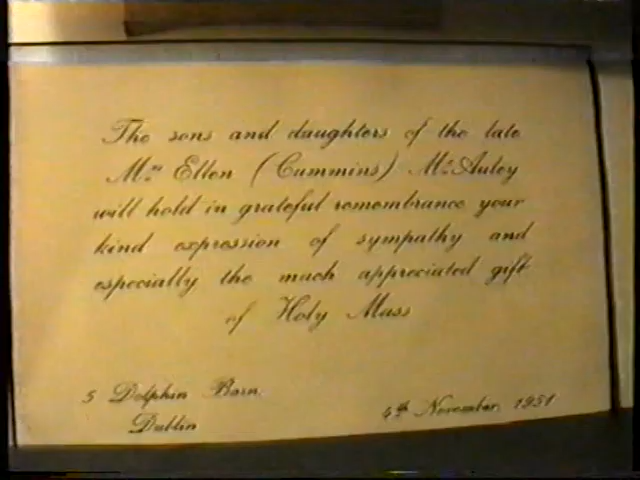 The sons and daughters of the late
Mrs Ellen (Cummins) McAuley
will hold in grateful remembrance your
kind expression of sympathy and
especially the much appreciated gift
of Holy Mass
5 Dolphin Barn.
Dublin
4th November, 1951